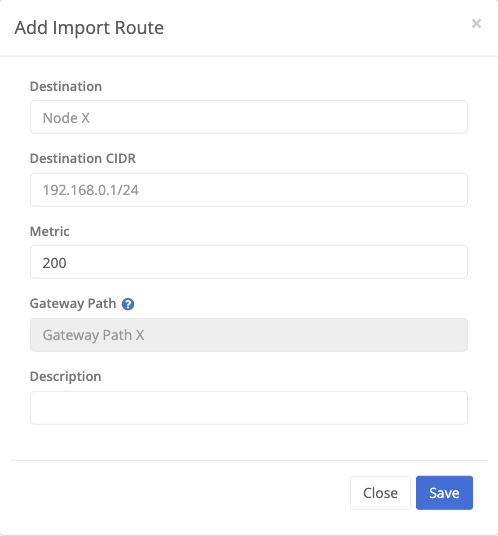 Add Import Route
×
Destination
Node X
Destination CIDR
192.168.0.1/24
Metric
200
Gateway Path ?
Gateway Path X
Description
Close Save